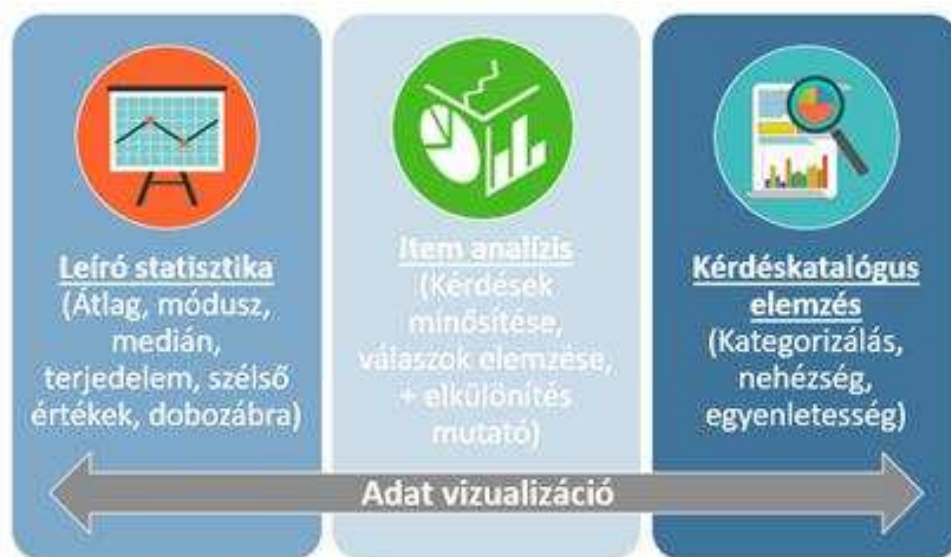 Leíró statisztika
(Átlag, módusz,
medián,
terjedelem, szélső
értékek, dobozábra)
Item analízis
(Kérdések
minősítése,
válaszok elemzése,
+ elkülönítés
mutató)
Kérdéskatalógus
elemzés
(Kategorizálás,
nehézség,
egyenletesség)
Adat vizualizáció